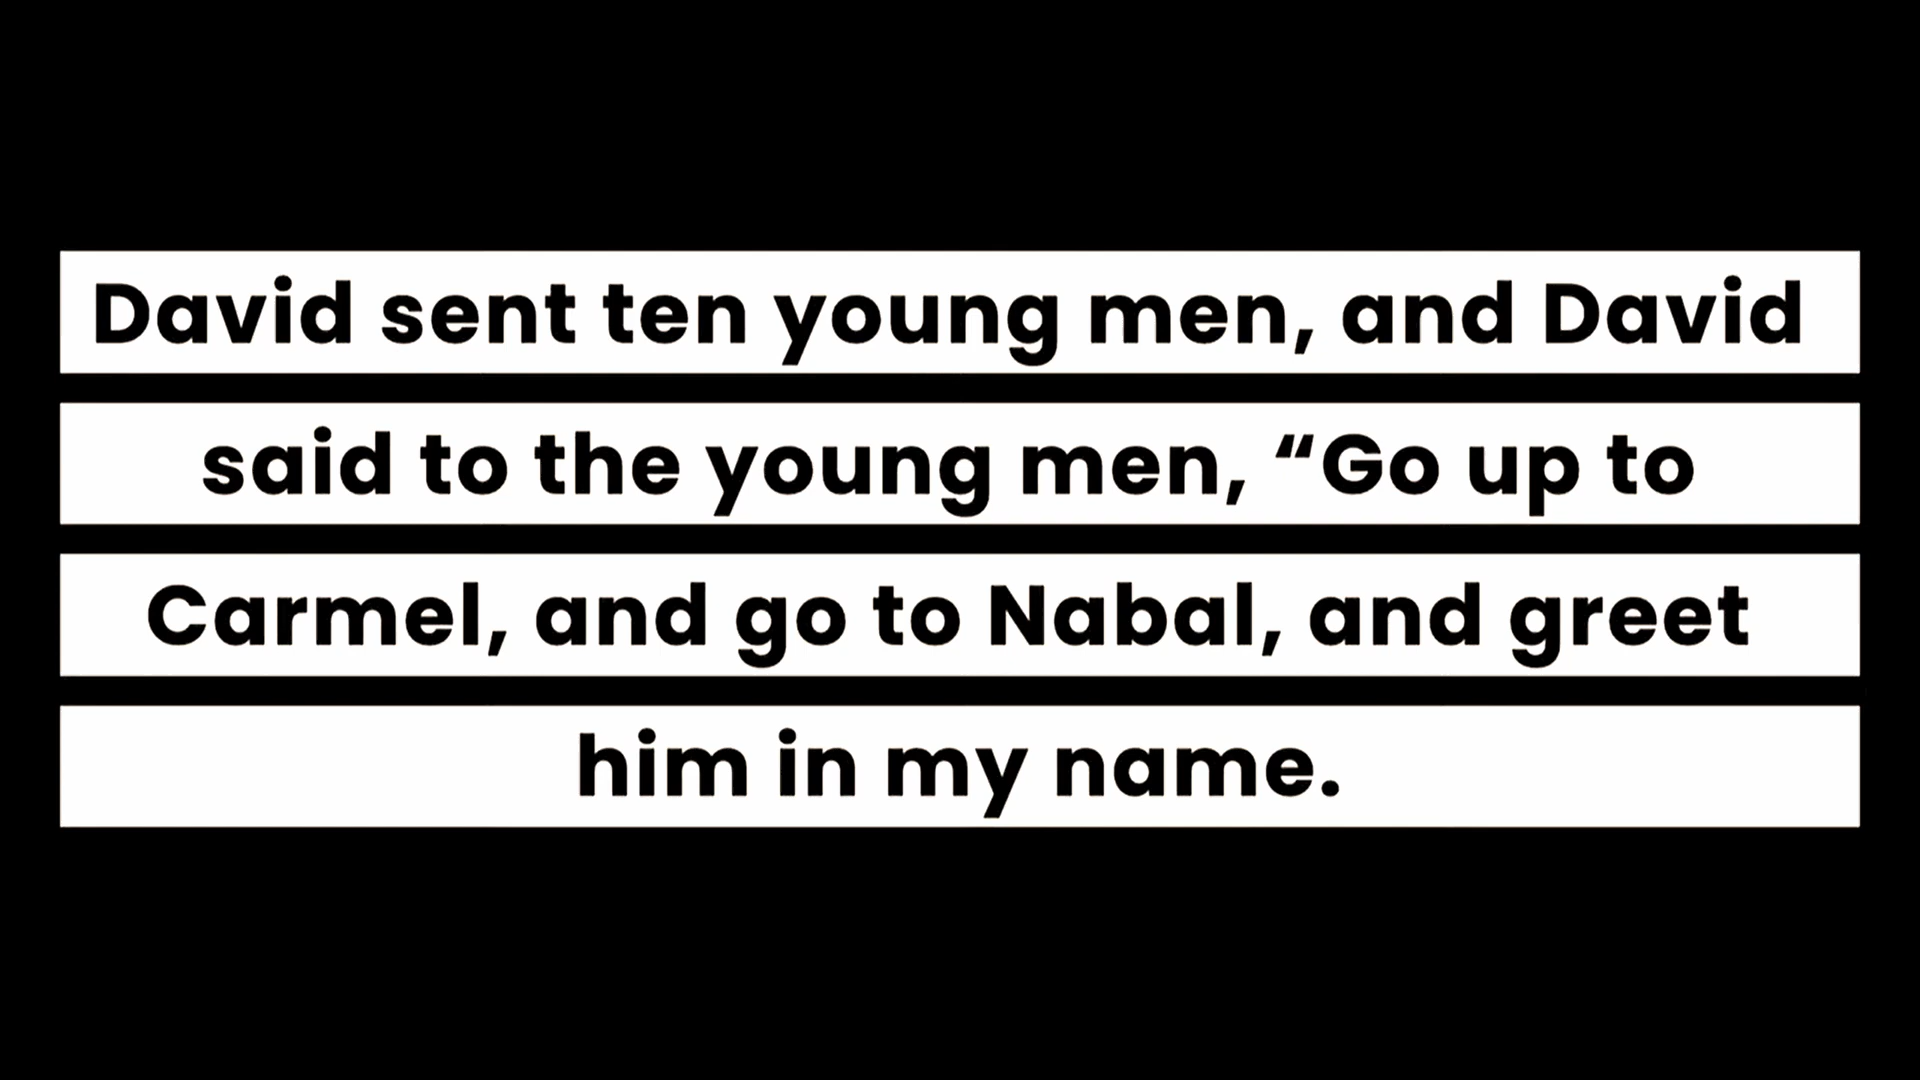 David sent ten young men, and David
said to the young men, “Go up to
Carmel, and go to Nabal, and greet
him in my name.